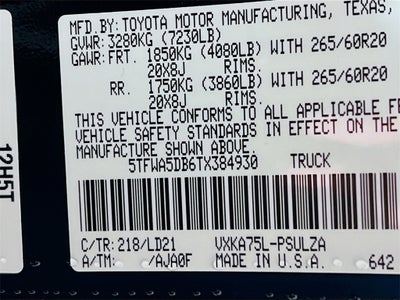 MFD.BY: TOYOTA MOTOR MANUFACTURING, TEXAS,
GVWR: 3280KG (7230LB)
GAWR: FRT. 1850KG (4080LB) WITH 265/60R20
20X8J RIMS.
RR. 1750KG (3860LB) WITH 265/60R20
20X8J RIMS.
THIS VEHICLE CONFORMS TO ALL APPLICABLE FE
VEHICLE SAFETY STANDARDS IN EFFECT ON THE
MANUFACTURE SHOWN ABOVE.
5TFWA5DB6TX384930 TRUCK
C/TR: 218/LD21 VXKA75L-PSULZA
A/TM: /AJA0F MADE IN U.S.A. 642
12H5T